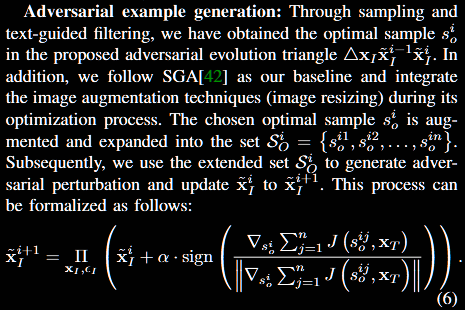 Adversarial example generation: Through sampling and
text-guided filtering, we have obtained the optimal sample $s_o^i$
in the proposed adversarial evolution triangle $\triangle \mathbf{x}_I \tilde{\mathbf{x}}_I^{i-1} \tilde{\mathbf{x}}_I^i$. In
addition, we follow SGA[42] as our baseline and integrate
the image augmentation techniques (image resizing) during its
optimization process. The chosen optimal sample $s_o^i$ is aug-
mented and expanded into the set $\mathcal{S}_O^i = \{s_o^{i1}, s_o^{i2}, \ldots, s_o^{in}\}$.
Subsequently, we use the extended set $\mathcal{S}_O^i$ to generate adver-
sarial perturbation and update $\tilde{\mathbf{x}}_I^i$ to $\tilde{\mathbf{x}}_I^{i+1}$. This process can
be formalized as follows:
$\tilde{\mathbf{x}}_I^{i+1} = \underset{\mathbf{x}_I, \epsilon_I}{\Pi} \left( \tilde{\mathbf{x}}_I^i + \alpha \cdot \text{sign} \left( \frac{\nabla_{s_o^i} \sum_{j=1}^n J\left(s_o^{ij}, \mathbf{x}_T\right)}{\left\| \nabla_{s_o^i} \sum_{j=1}^n J\left(s_o^{ij}, \mathbf{x}_T\right) \right\|} \right) \right).$
(6)